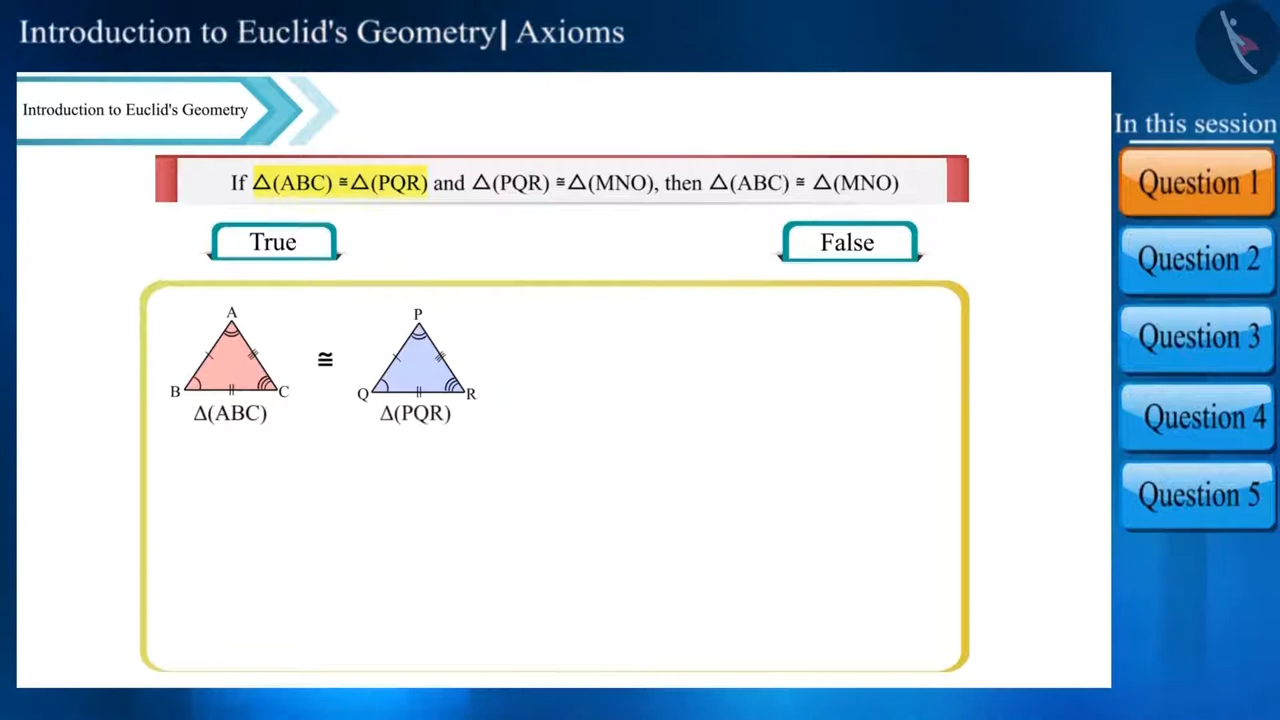 Introduction to Euclid's Geometry| Axioms
Introduction to Euclid's Geometry
In this session
If △(ABC) ≅ △(PQR) and △(PQR) ≅ △(MNO), then △(ABC) ≅ △(MNO)
True
False
A
B
C
Δ(ABC)
≅
P
Q
R
Δ(PQR)
Question 1
Question 2
Question 3
Question 4
Question 5